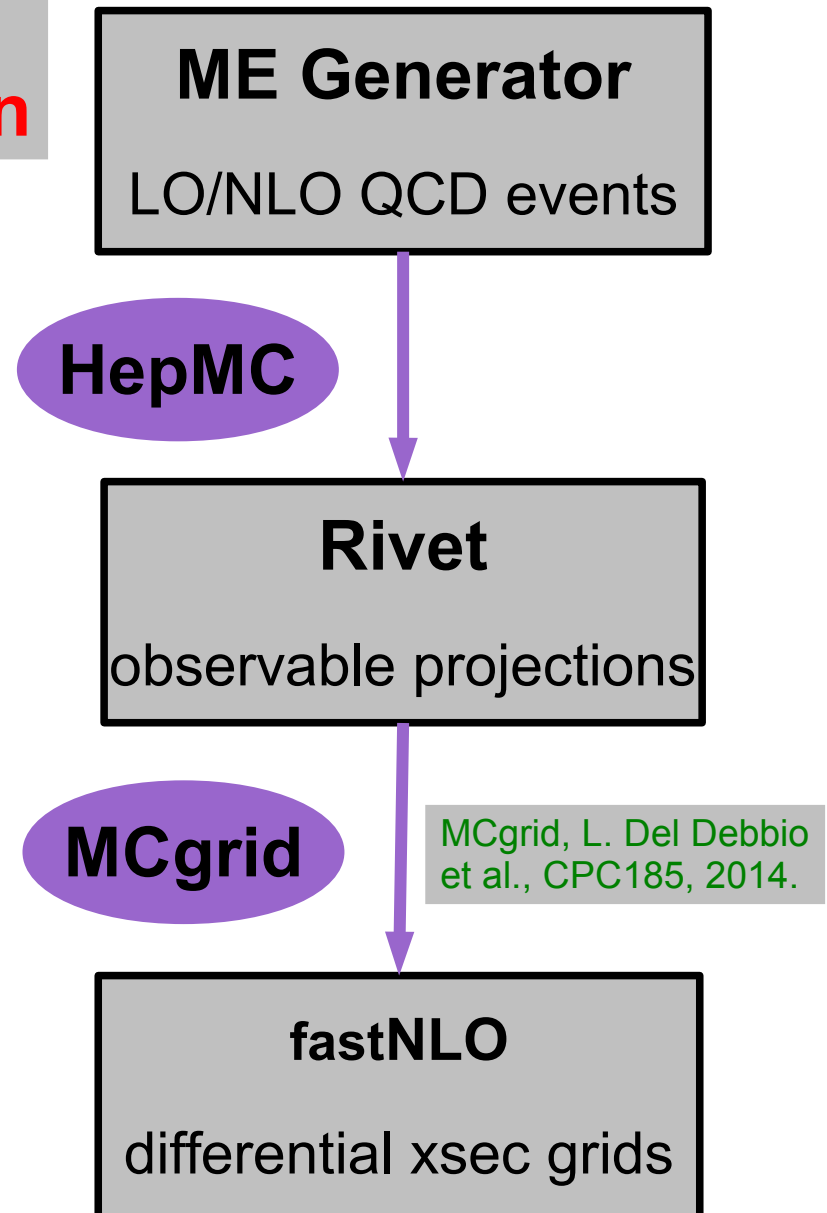 ME Generator
LO/NLO QCD events
HepMC
Rivet
observable projections
MCgrid
MCgrid, L. Del Debbio
et al., CPC185, 2014.
fastNLO
differential xsec grids